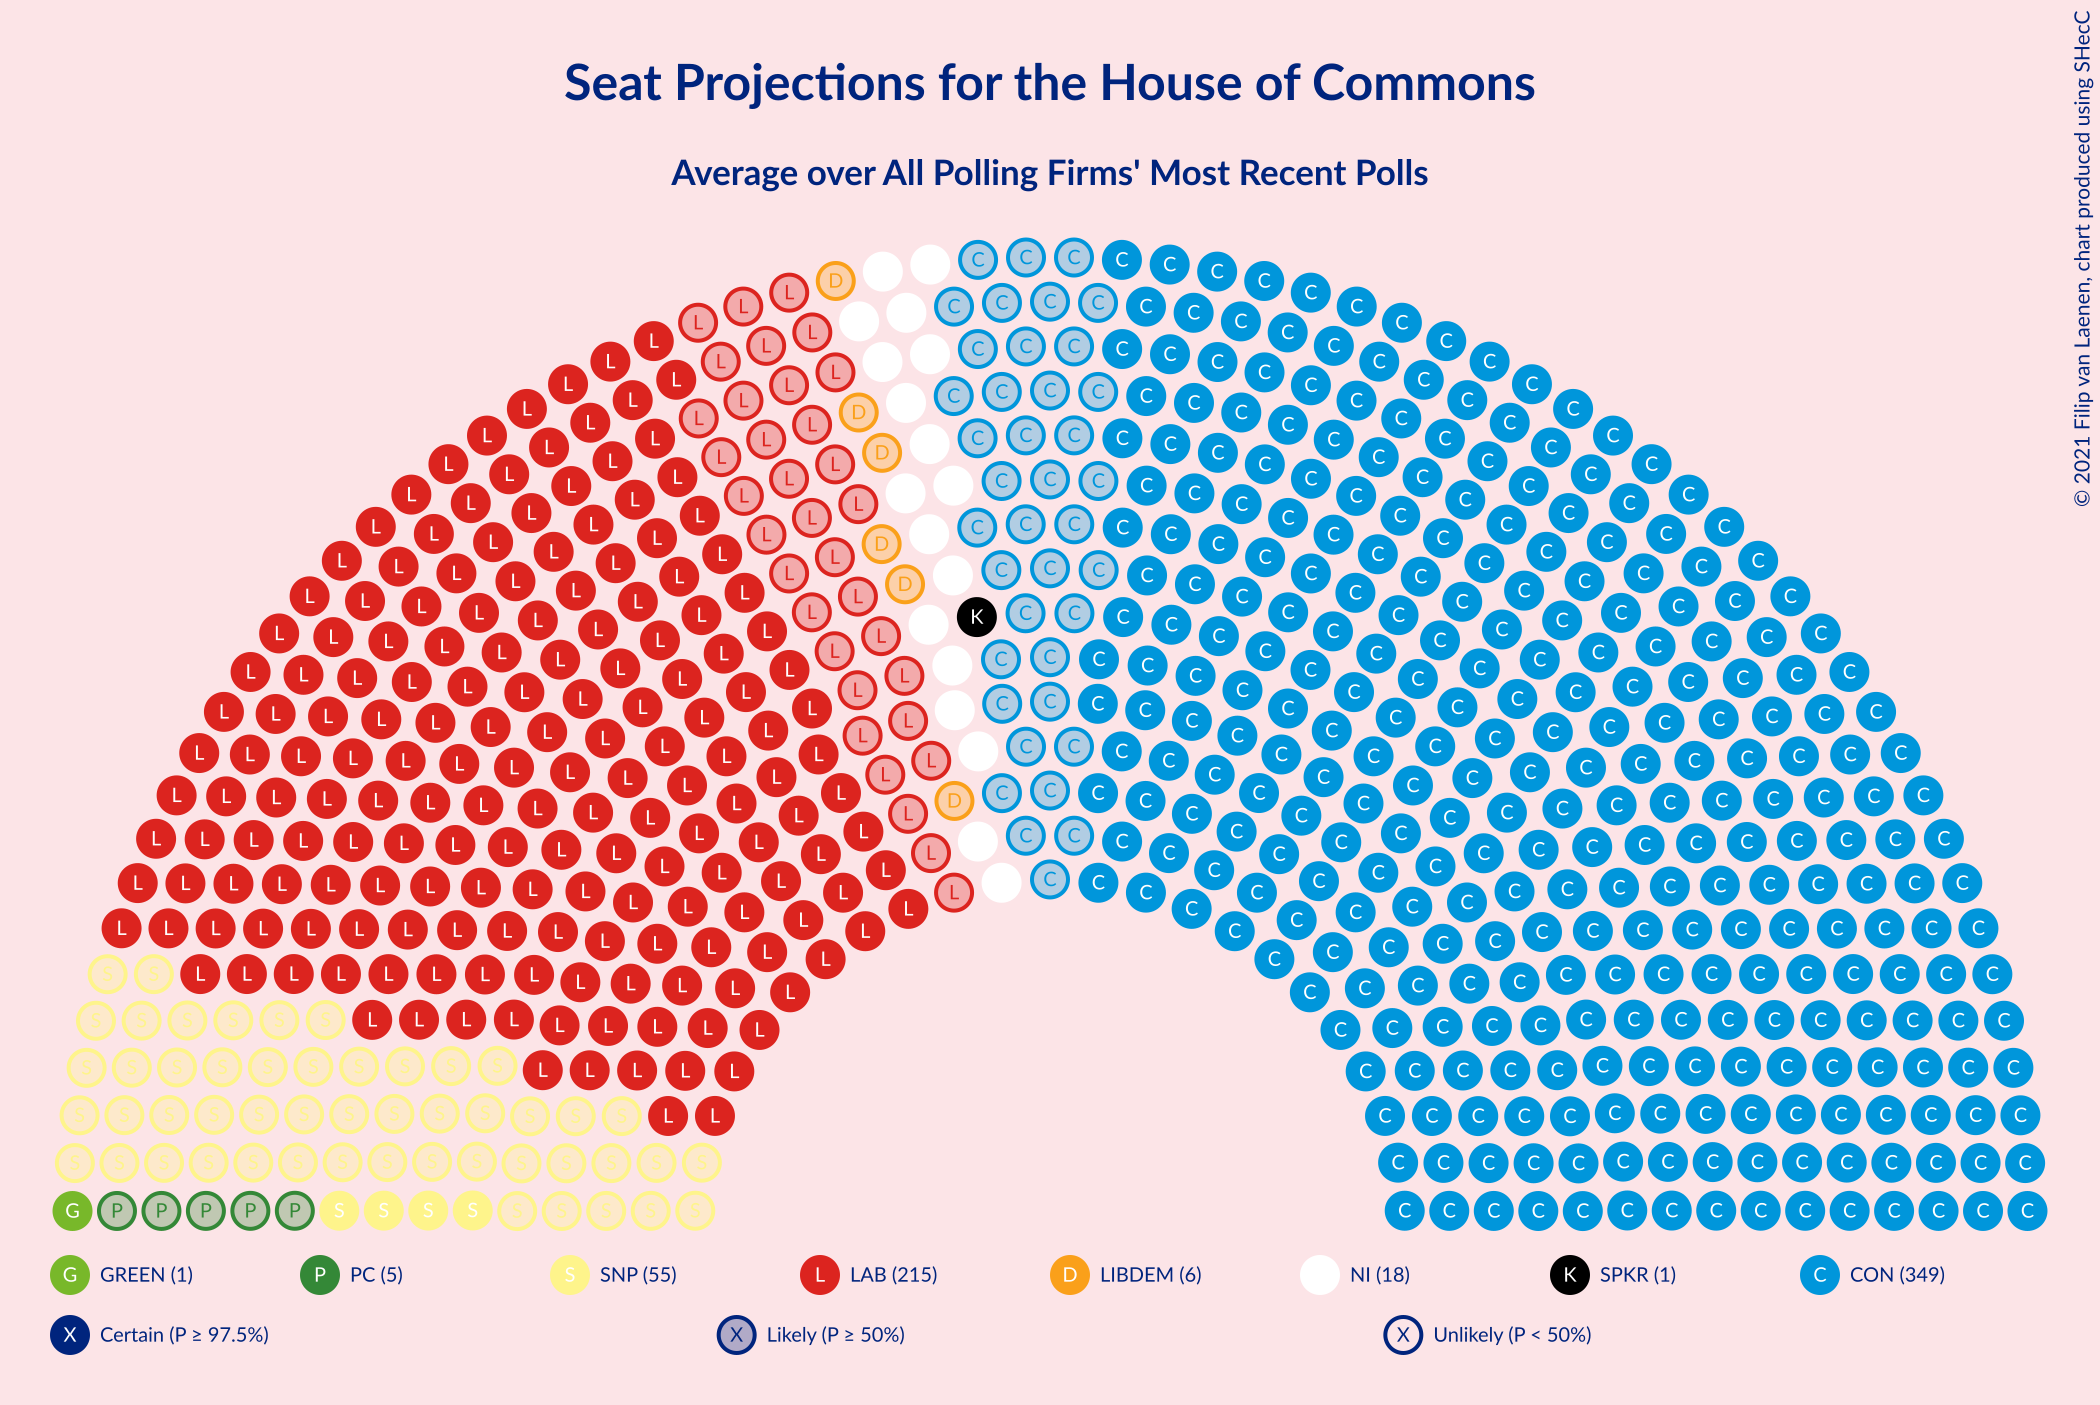 Seat Projections for the House of Commons
Average over All Polling Firms' Most Recent Polls
© 2021 Filip van Laenen, chart produced using SHecC
G GREEN (1)
P PC (5)
S SNP (55)
L LAB (215)
D LIBDEM (6)
NI (18)
K SPKR (1)
C CON (349)
X Certain (P ≥ 97.5%)
X Likely (P ≥ 50%)
X Unlikely (P < 50%)